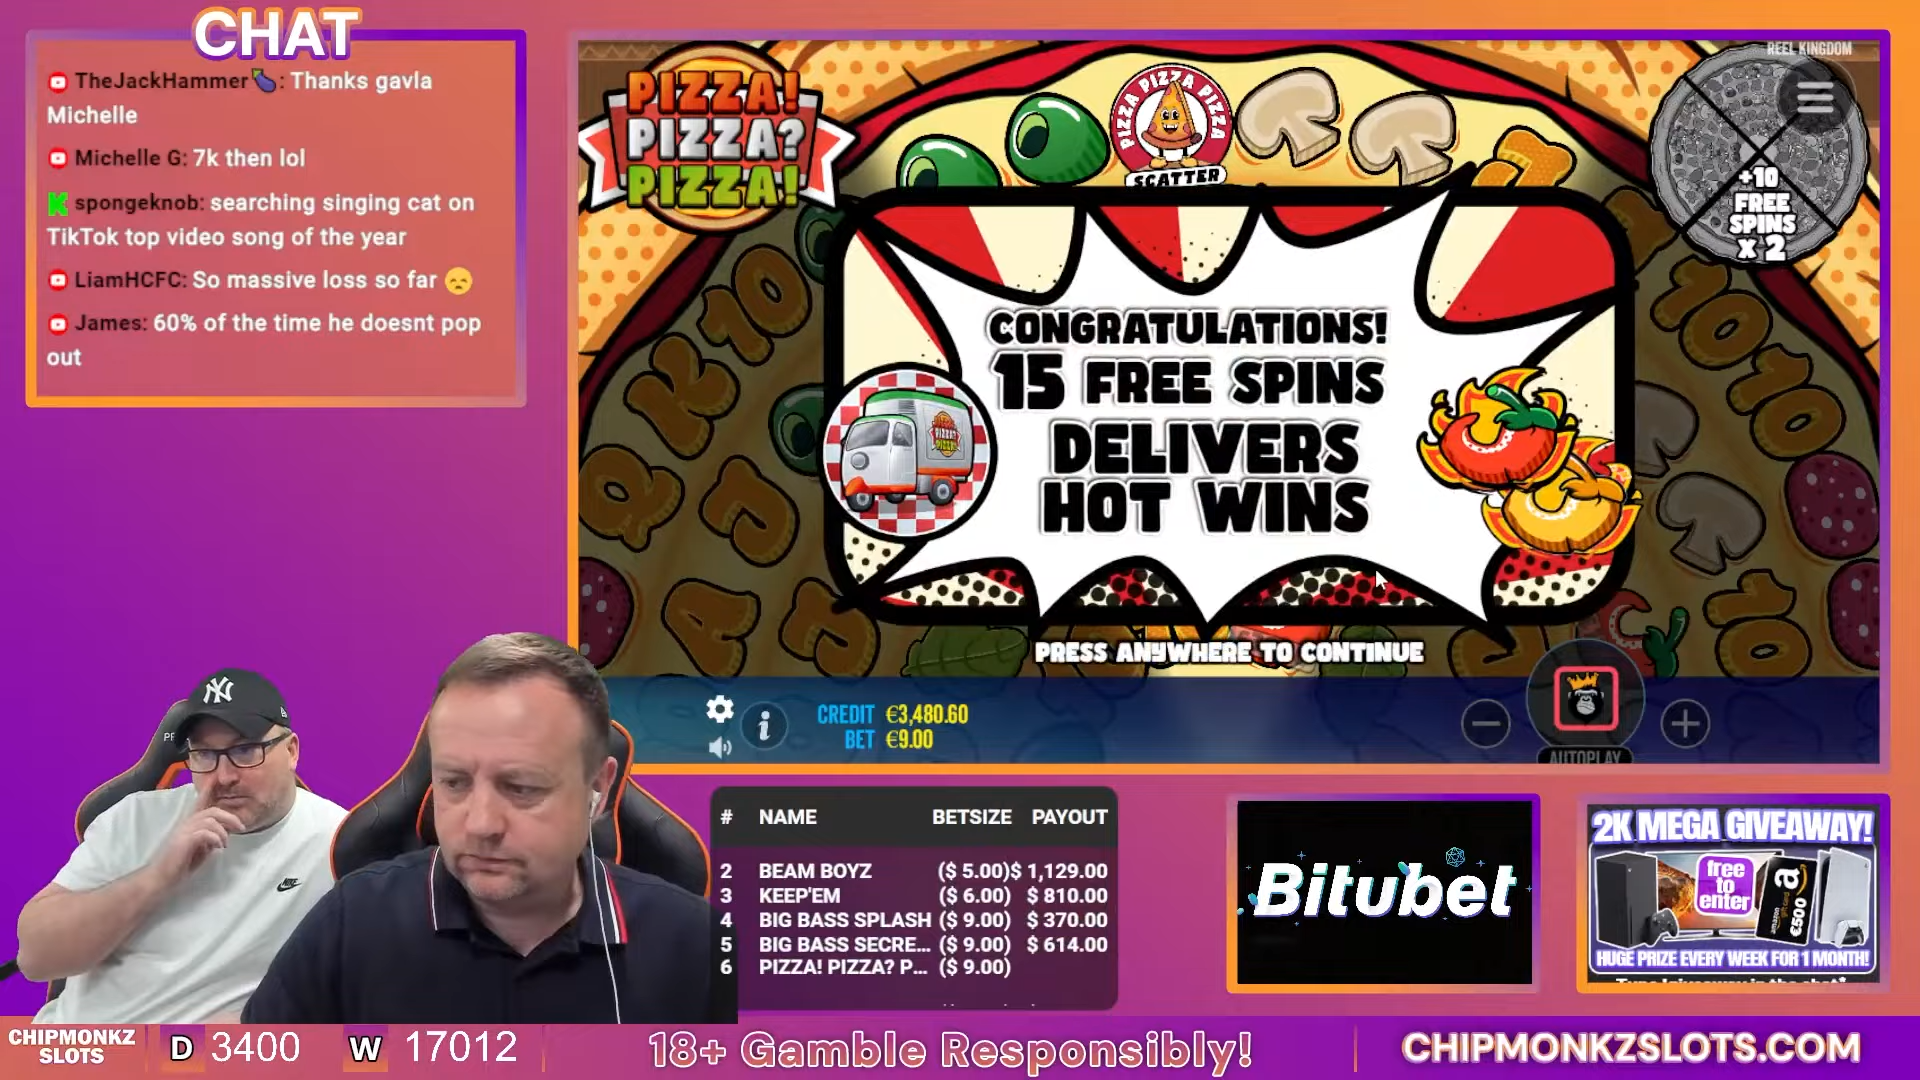 CHAT
TheJackHammer🍆: Thanks gavla
Michelle
Michelle G: 7k then lol
spongeknob: searching singing cat on
TikTok top video song of the year
LiamHCFC: So massive loss so far 😞
James: 60% of the time he doesnt pop
out
PIZZA!
PIZZA?
PIZZA!
PIZZA PIZZA PIZZA
SCATTER
REEL KINGDOM
+10
FREE
SPINS
X 2
CONGRATULATIONS!
15 FREE SPINS
DELIVERS
HOT WINS
PRESS ANYWHERE TO CONTINUE
CREDIT €3,480.60
BET €9.00
AUTOPLAY
# NAME BETSIZE PAYOUT
2 BEAM BOYZ ($ 5.00) $ 1,129.00
3 KEEP'EM ($ 6.00) $ 810.00
4 BIG BASS SPLASH ($ 9.00) $ 370.00
5 BIG BASS SECRE... ($ 9.00) $ 614.00
6 PIZZA! PIZZA? P... ($ 9.00)
Bitubet
2K MEGA GIVEAWAY!
free
to
enter
amazon
€500
HUGE PRIZE EVERY WEEK FOR 1 MONTH!
CHIPMONKZ
SLOTS
D 3400
W 17012
18+ Gamble Responsibly!
CHIPMONKZSLOTS.COM